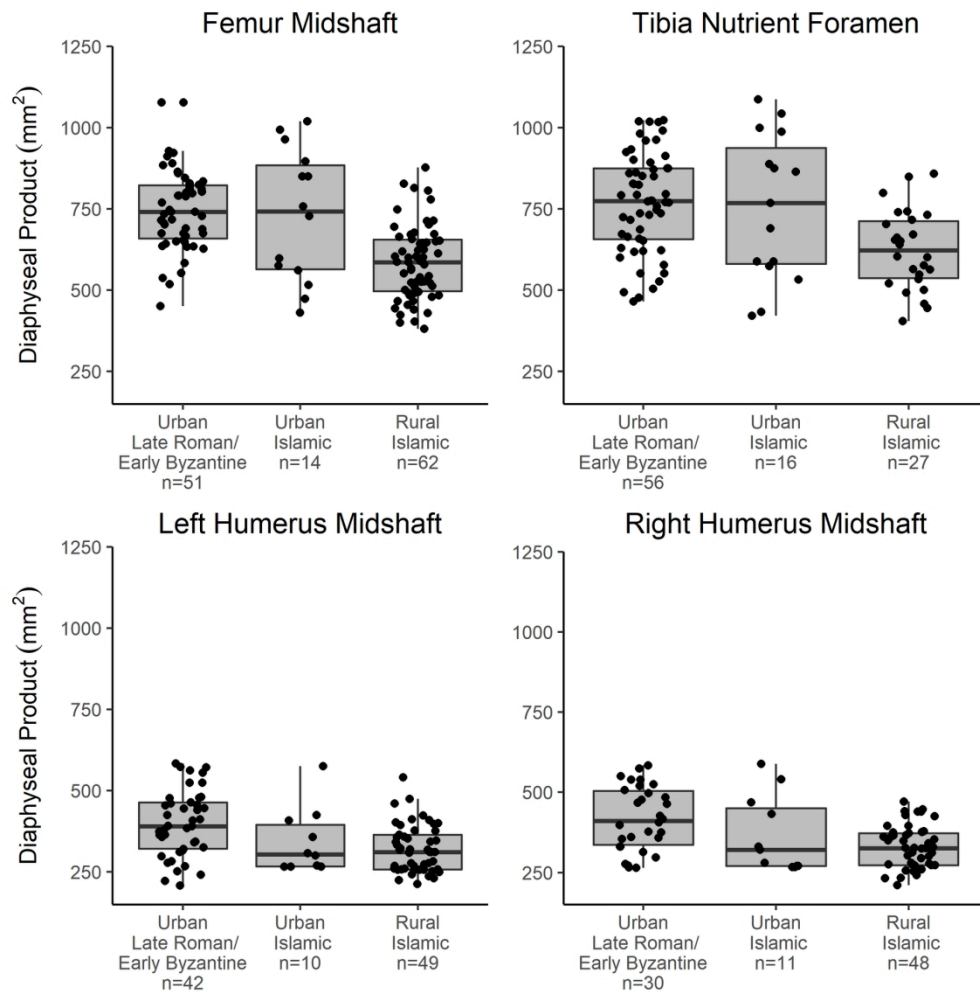 Femur Midshaft
Diaphyseal Product (mm²)
1250
1000
750
500
250
Urban
Late Roman/
Early Byzantine
n=51
Urban
Islamic
n=14
Rural
Islamic
n=62
Tibia Nutrient Foramen
1250
1000
750
500
250
Urban
Late Roman/
Early Byzantine
n=56
Urban
Islamic
n=16
Rural
Islamic
n=27
Left Humerus Midshaft
Diaphyseal Product (mm²)
1250
1000
750
500
250
Urban
Late Roman/
Early Byzantine
n=42
Urban
Islamic
n=10
Rural
Islamic
n=49
Right Humerus Midshaft
1250
1000
750
500
250
Urban
Late Roman/
Early Byzantine
n=30
Urban
Islamic
n=11
Rural
Islamic
n=48